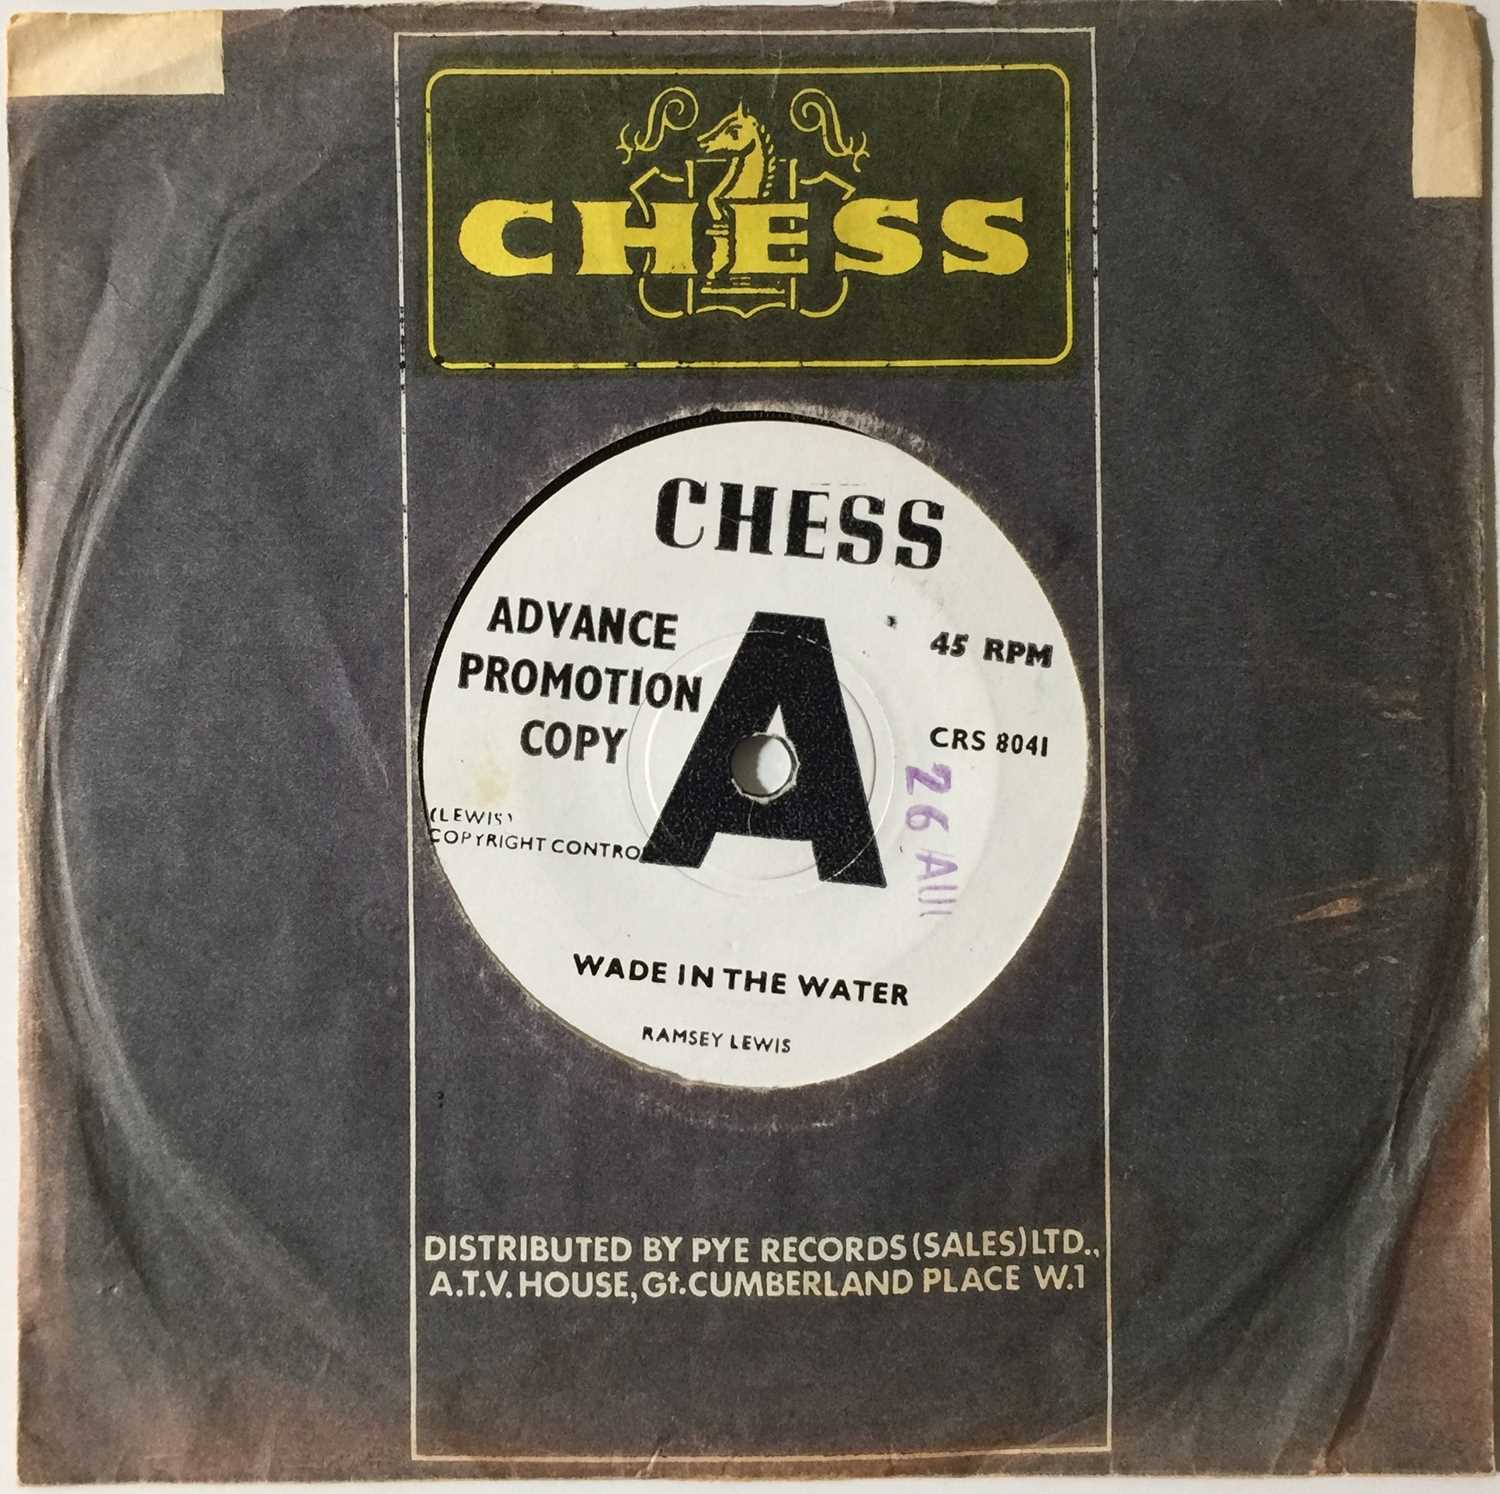 CHESS
CHESS
ADVANCE
PROMOTION
COPY
A
45 RPM
CRS 8041
26 AU
(LEWIS)
COPYRIGHT CONTRO
WADE IN THE WATER
RAMSEY LEWIS
DISTRIBUTED BY PYE RECORDS (SALES) LTD.,
A.T.V. HOUSE, Gt. CUMBERLAND PLACE W.1